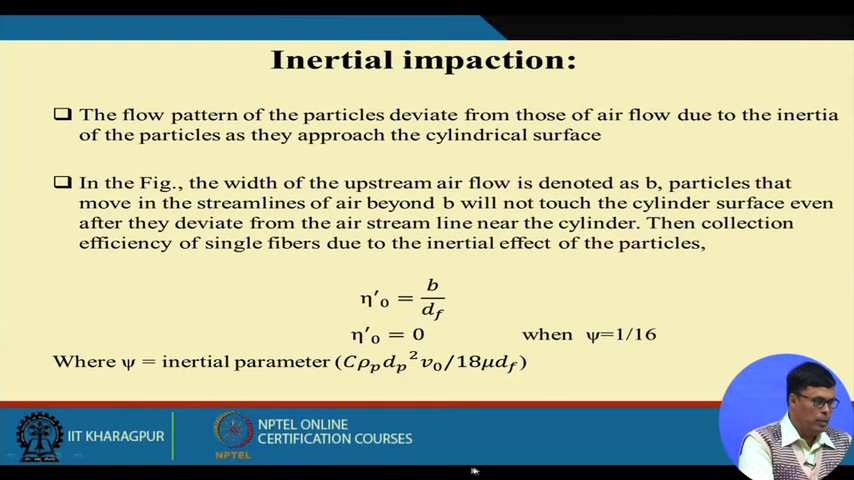 Inertial impaction:
❑ The flow pattern of the particles deviate from those of air flow due to the inertia
of the particles as they approach the cylindrical surface
❑ In the Fig., the width of the upstream air flow is denoted as b, particles that
move in the streamlines of air beyond b will not touch the cylinder surface even
after they deviate from the air stream line near the cylinder. Then collection
efficiency of single fibers due to the inertial effect of the particles,
η′₀ = b/d_f
η′₀ = 0 when ψ=1/16
Where ψ = inertial parameter (Cρ_p d_p² v₀/18μd_f)
IIT KHARAGPUR
NPTEL
NPTEL ONLINE
CERTIFICATION COURSES